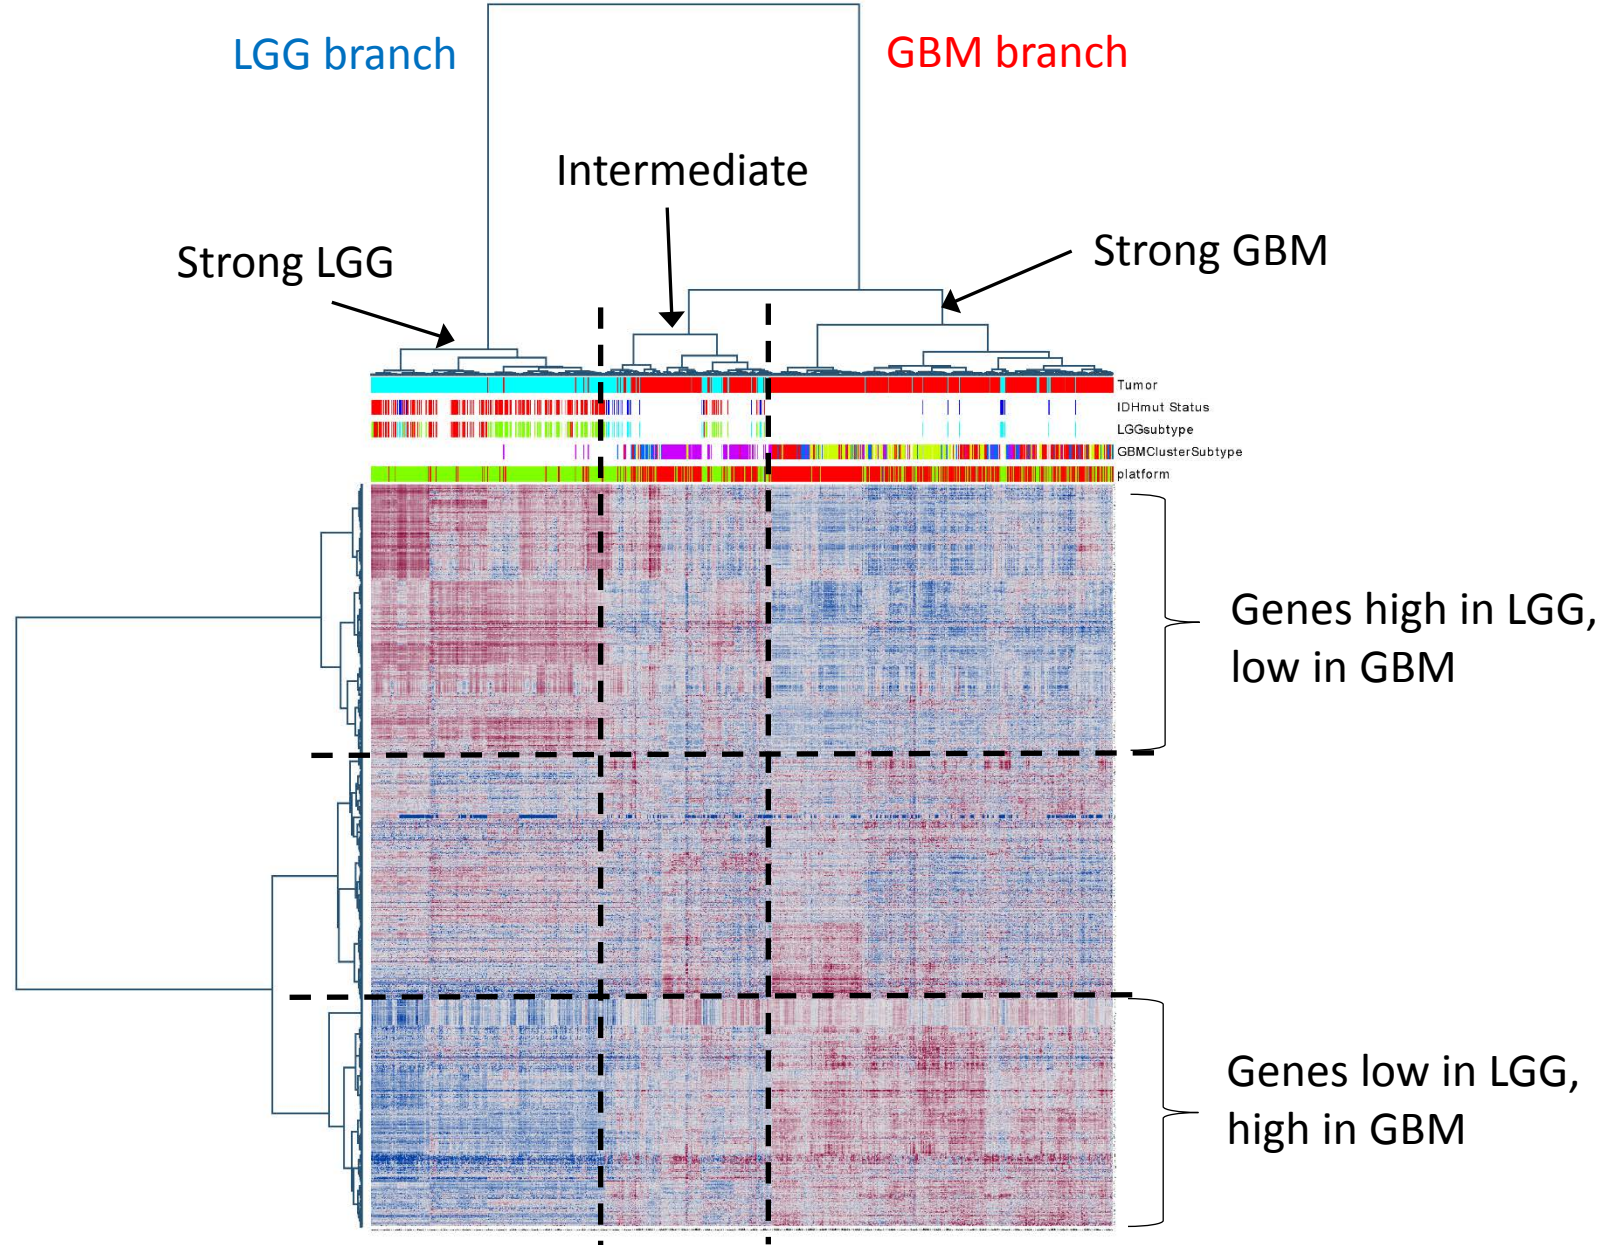 LGG branch
GBM branch
Intermediate
Strong LGG
Strong GBM
Tumor
IDHmut Status
LGGsubtype
GBMClusterSubtype
platform
Genes high in LGG,
low in GBM
Genes low in LGG,
high in GBM